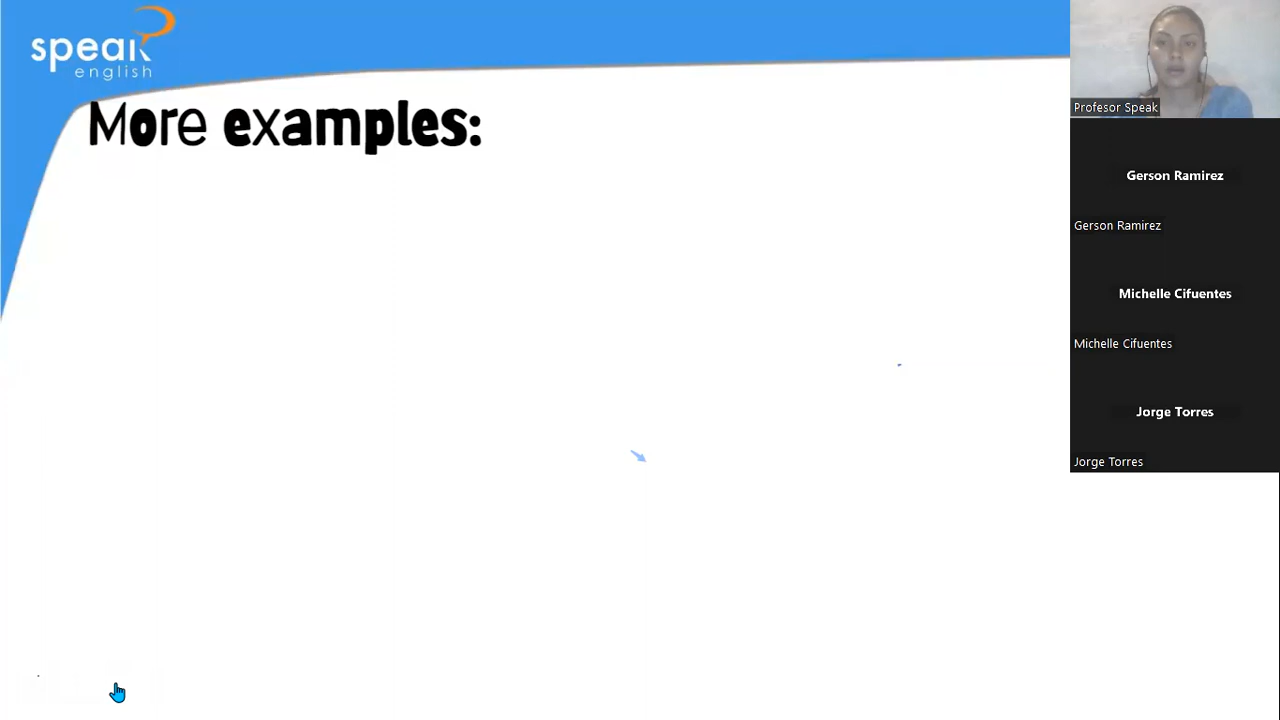 speak
english
More examples:
Profesor Speak
Gerson Ramirez
Gerson Ramirez
Michelle Cifuentes
Michelle Cifuentes
Jorge Torres
Jorge Torres